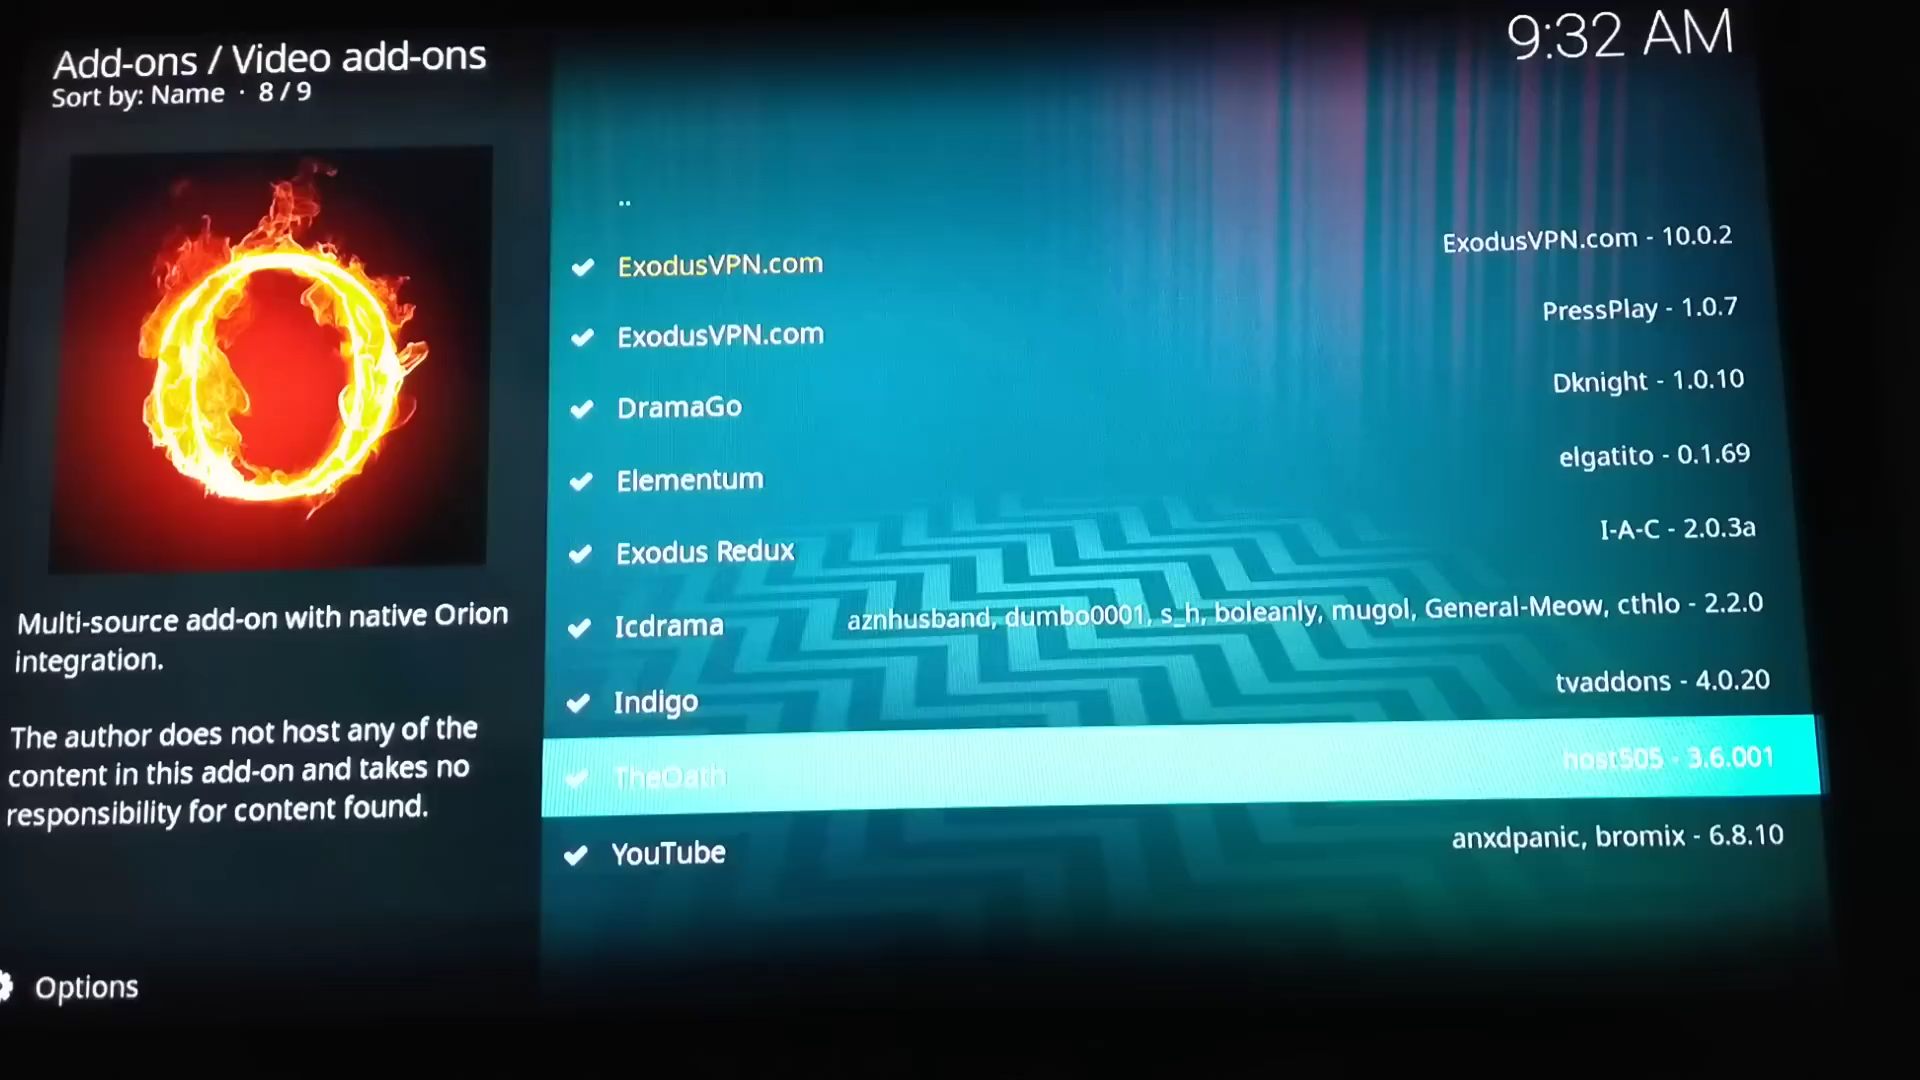 Add-ons / Video add-ons
Sort by: Name · 8 / 9
9:32 AM
..
ExodusVPN.com ExodusVPN.com - 10.0.2
ExodusVPN.com PressPlay - 1.0.7
DramaGo Dknight - 1.0.10
Elementum elgatito - 0.1.69
Exodus Redux I-A-C - 2.0.3a
Icdrama aznhusband, dumbo0001, s_h, boleanly, mugol, General-Meow, cthlo - 2.2.0
Indigo tvaddons - 4.0.20
TheOath host505 - 3.6.001
YouTube anxdpanic, bromix - 6.8.10
Multi-source add-on with native Orion
integration.
The author does not host any of the
content in this add-on and takes no
responsibility for content found.
Options